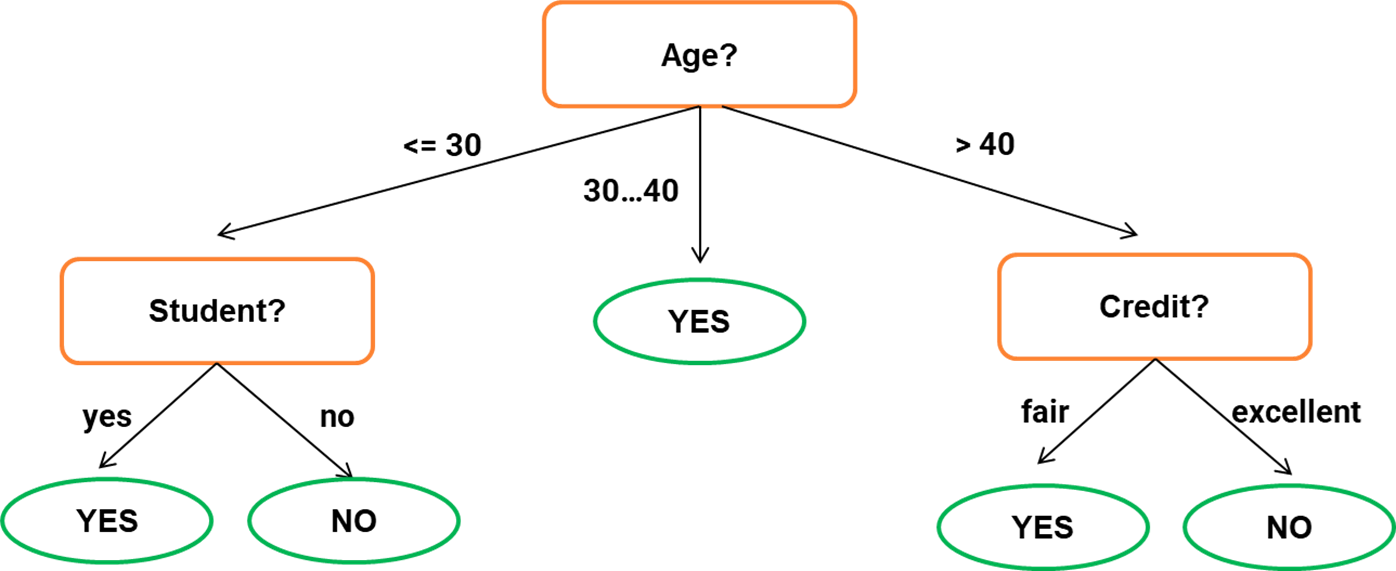 Age?
<= 30
> 40
30...40
Student?
YES
Credit?
yes
no
fair
excellent
YES
NO
YES
NO